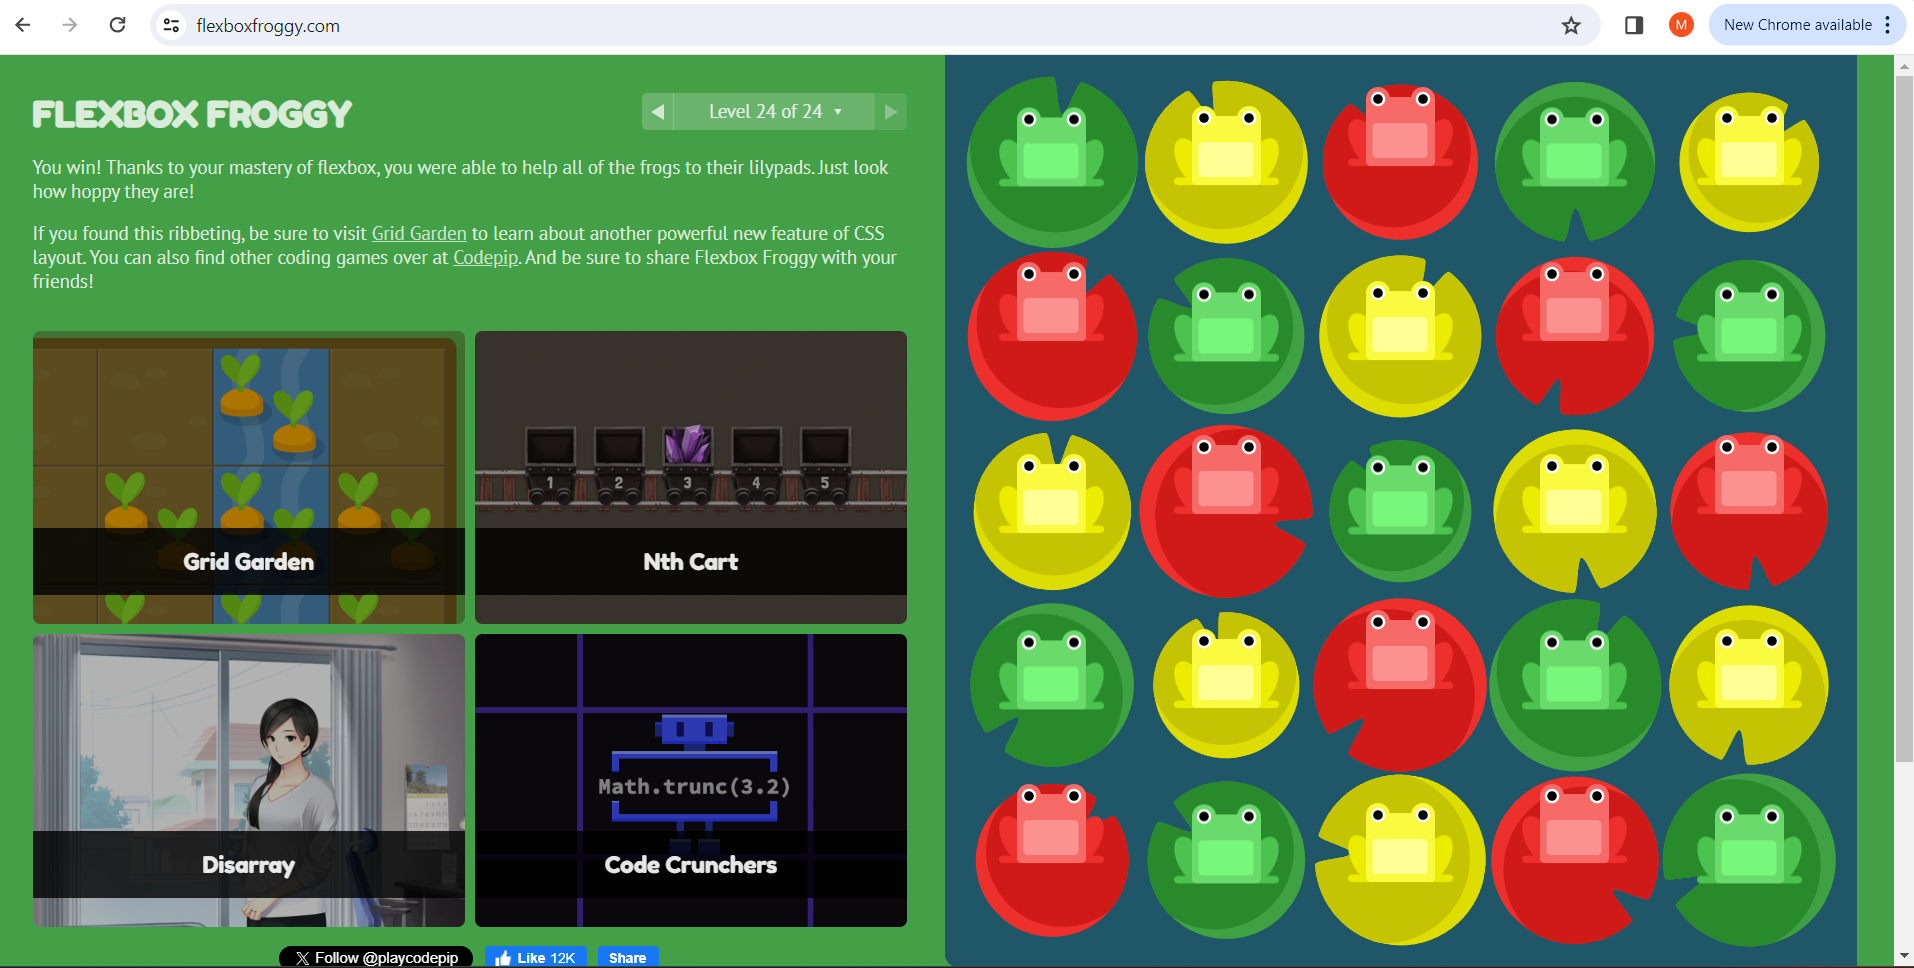 flexboxfroggy.com
M
New Chrome available
FLEXBOX FROGGY
Level 24 of 24
You win! Thanks to your mastery of flexbox, you were able to help all of the frogs to their lilypads. Just look
how hoppy they are!
If you found this ribbeting, be sure to visit Grid Garden to learn about another powerful new feature of CSS
layout. You can also find other coding games over at Codepip. And be sure to share Flexbox Froggy with your
friends!
1 2 3 4 5
Grid Garden
Nth Cart
Math.trunc(3.2)
Disarray
Code Crunchers
X Follow @playcodepip
Like 12K
Share